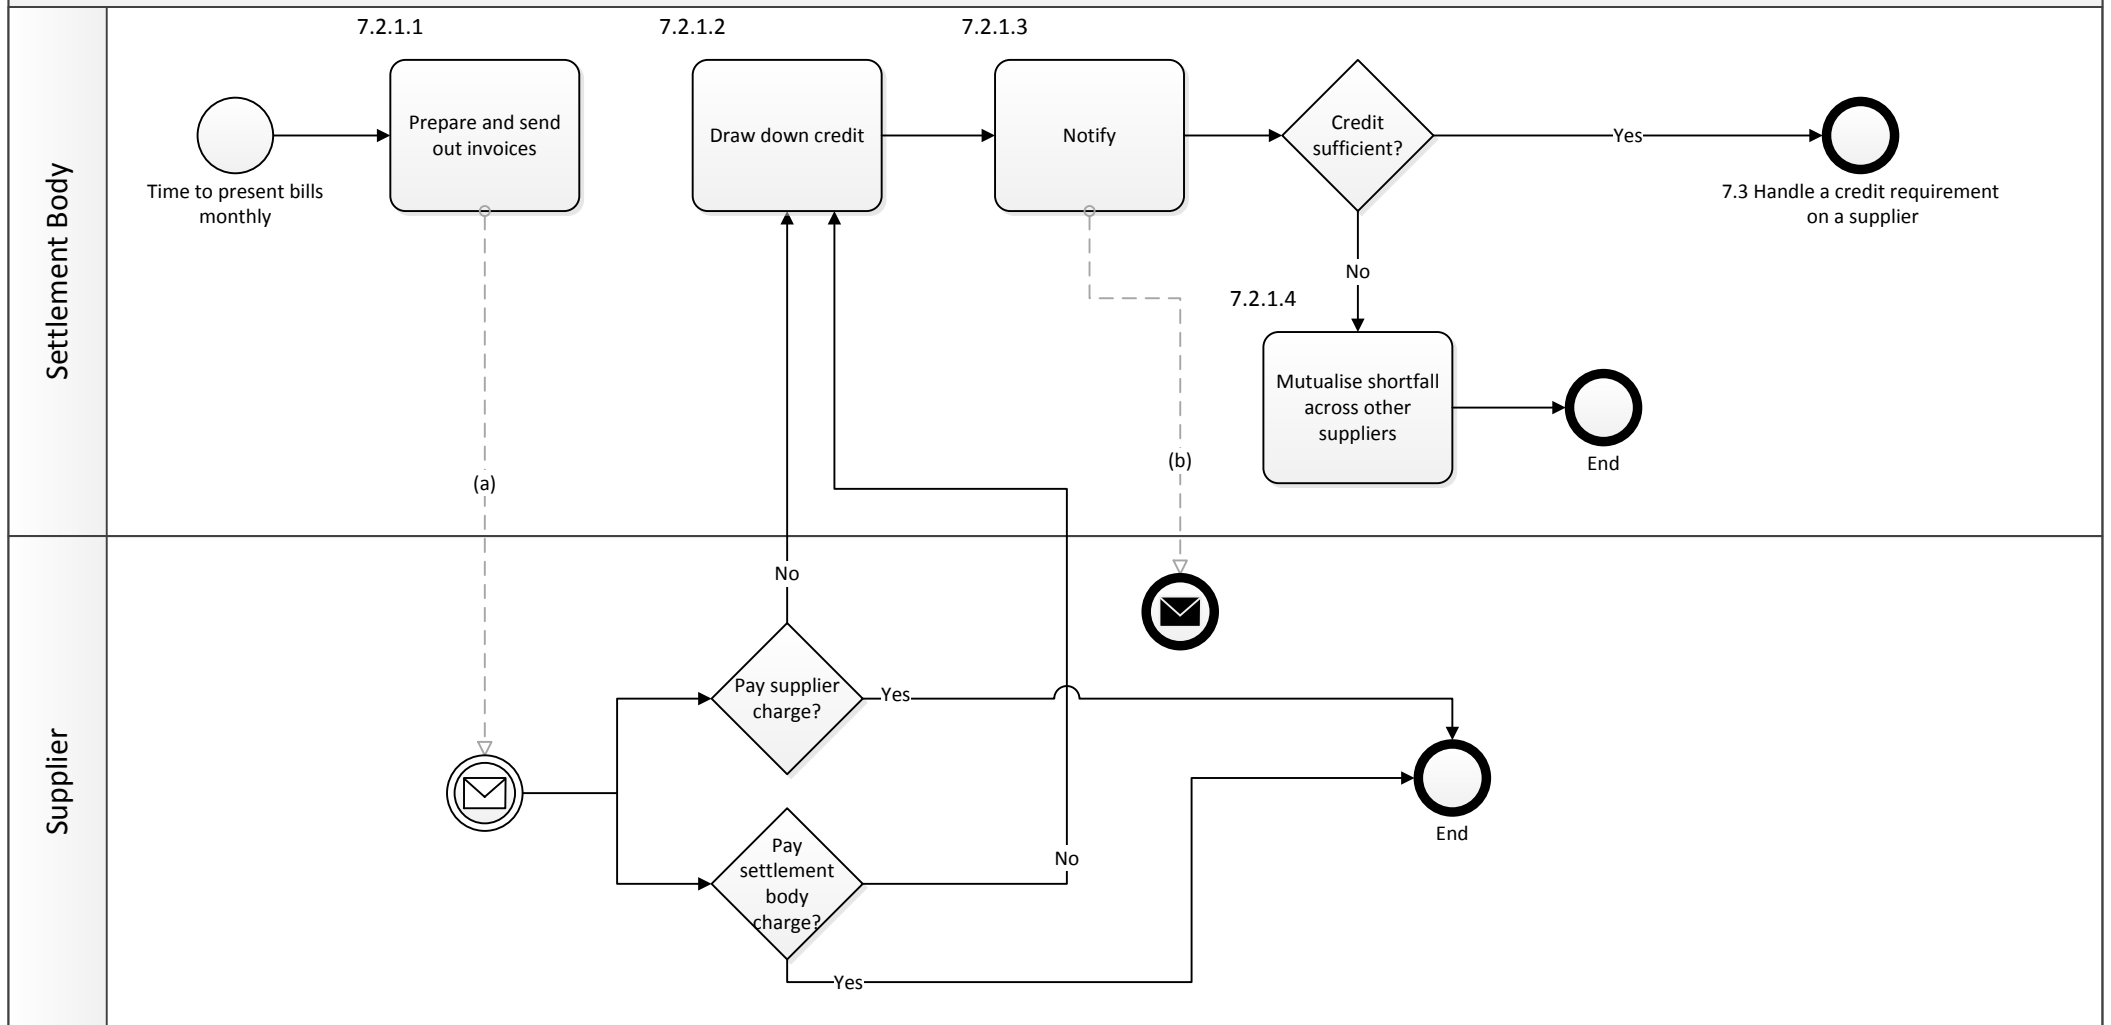 Settlement Body
7.2.1.1
7.2.1.2
7.2.1.3
Time to present bills
monthly
Prepare and send
out invoices
Draw down credit
Notify
Credit
sufficient?
Yes
7.3 Handle a credit requirement
on a supplier
No
7.2.1.4
Mutualise shortfall
across other
suppliers
End
(a)
(b)
Supplier
No
Pay supplier
charge?
Yes
Pay
settlement
body
charge?
No
Yes
End